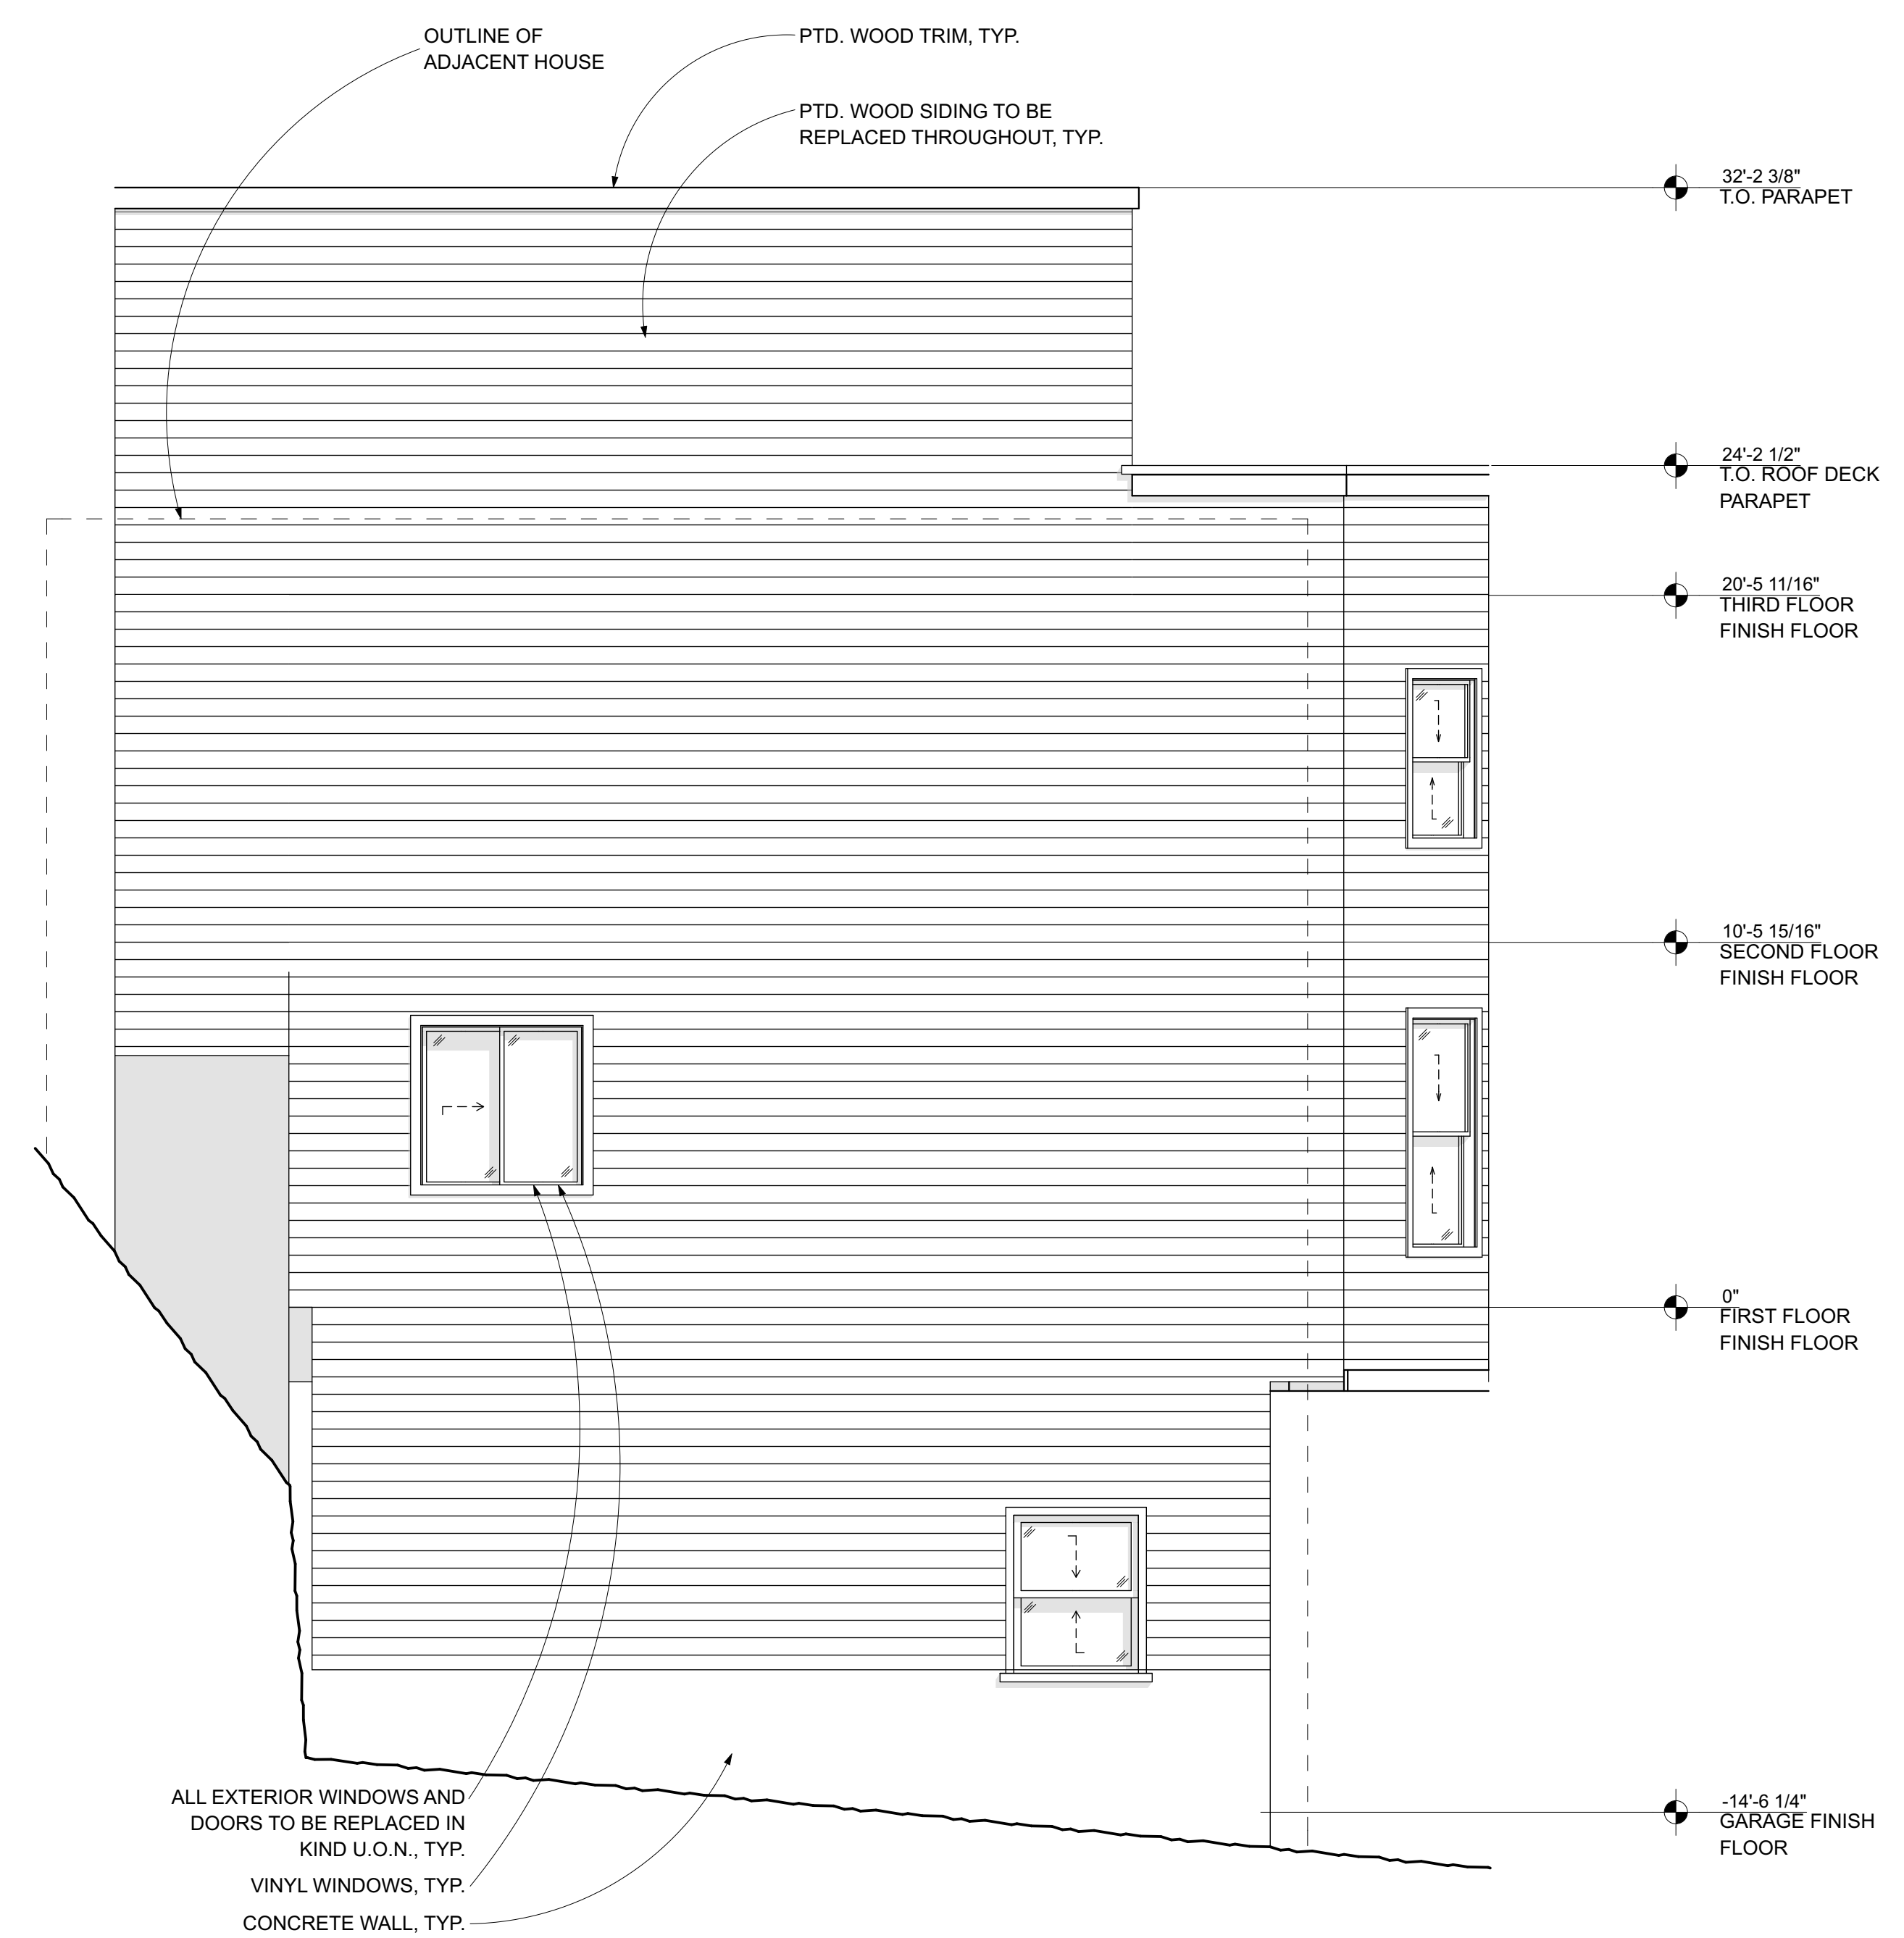 OUTLINE OF
ADJACENT HOUSE
PTD. WOOD TRIM, TYP.
PTD. WOOD SIDING TO BE
REPLACED THROUGHOUT, TYP.
32'-2 3/8"
T.O. PARAPET
24'-2 1/2"
T.O. ROOF DECK
PARAPET
20'-5 11/16"
THIRD FLOOR
FINISH FLOOR
10'-5 15/16"
SECOND FLOOR
FINISH FLOOR
0"
FIRST FLOOR
FINISH FLOOR
-14'-6 1/4"
GARAGE FINISH
FLOOR
ALL EXTERIOR WINDOWS AND
DOORS TO BE REPLACED IN
KIND U.O.N., TYP.
VINYL WINDOWS, TYP.
CONCRETE WALL, TYP.